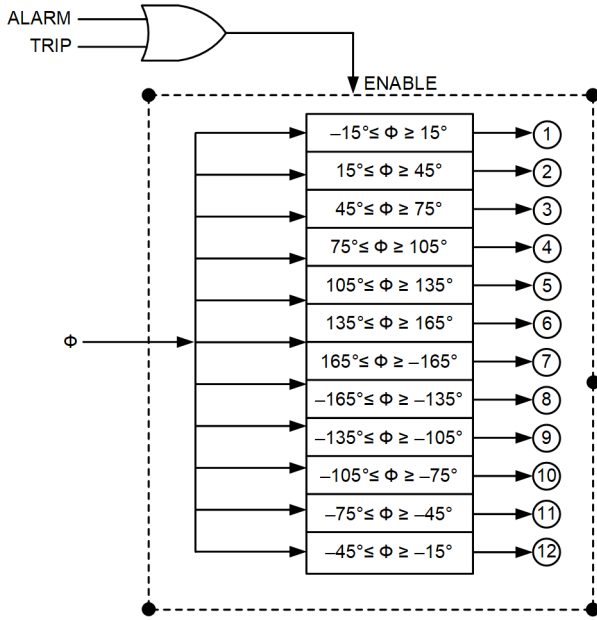 ALARM
TRIP
ENABLE
–15°≤ Φ ≥ 15° 1
15°≤ Φ ≥ 45° 2
45°≤ Φ ≥ 75° 3
75°≤ Φ ≥ 105° 4
105°≤ Φ ≥ 135° 5
135°≤ Φ ≥ 165° 6
Φ
165°≤ Φ ≥ –165° 7
–165°≤ Φ ≥ –135° 8
–135°≤ Φ ≥ –105° 9
–105°≤ Φ ≥ –75° 10
–75°≤ Φ ≥ –45° 11
–45°≤ Φ ≥ –15° 12